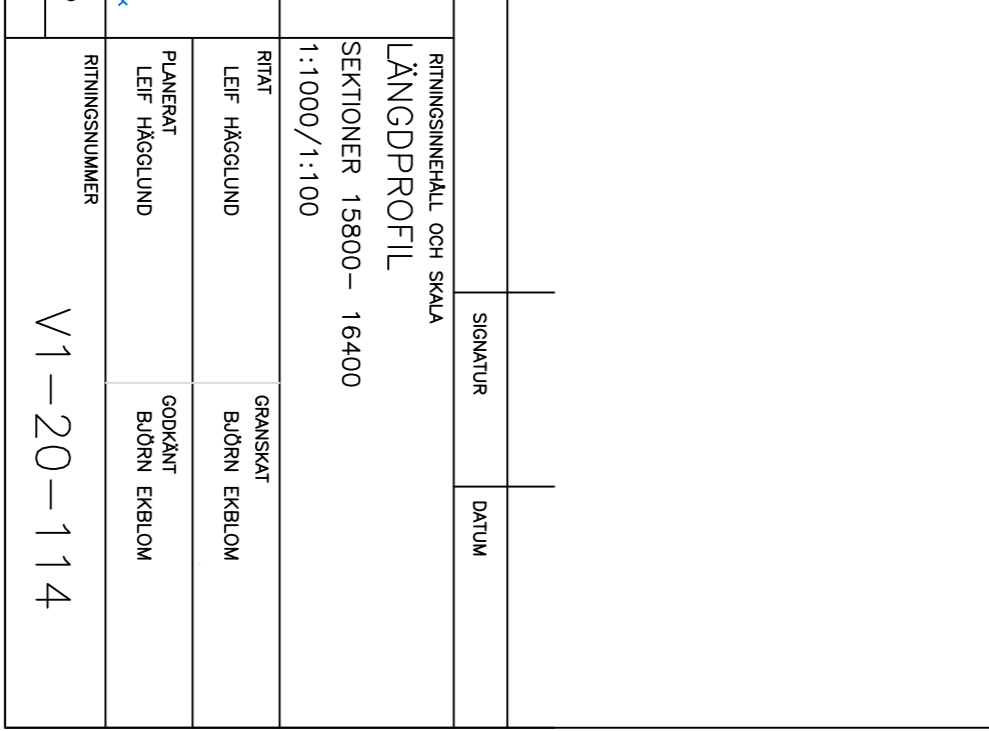 SIGNATUR
DATUM
RITNINGSINNEHÅLL OCH SKALA
LÄNGDPROFIL
SEKTIONER 15800– 16400
1:1000/1:100
RITAT
LEIF HÄGGLUND
GRANSKAT
BJÖRN EKBLOM
PLANERAT
LEIF HÄGGLUND
GODKÄNT
BJÖRN EKBLOM
RITNINGSNUMMER
V1–20–114